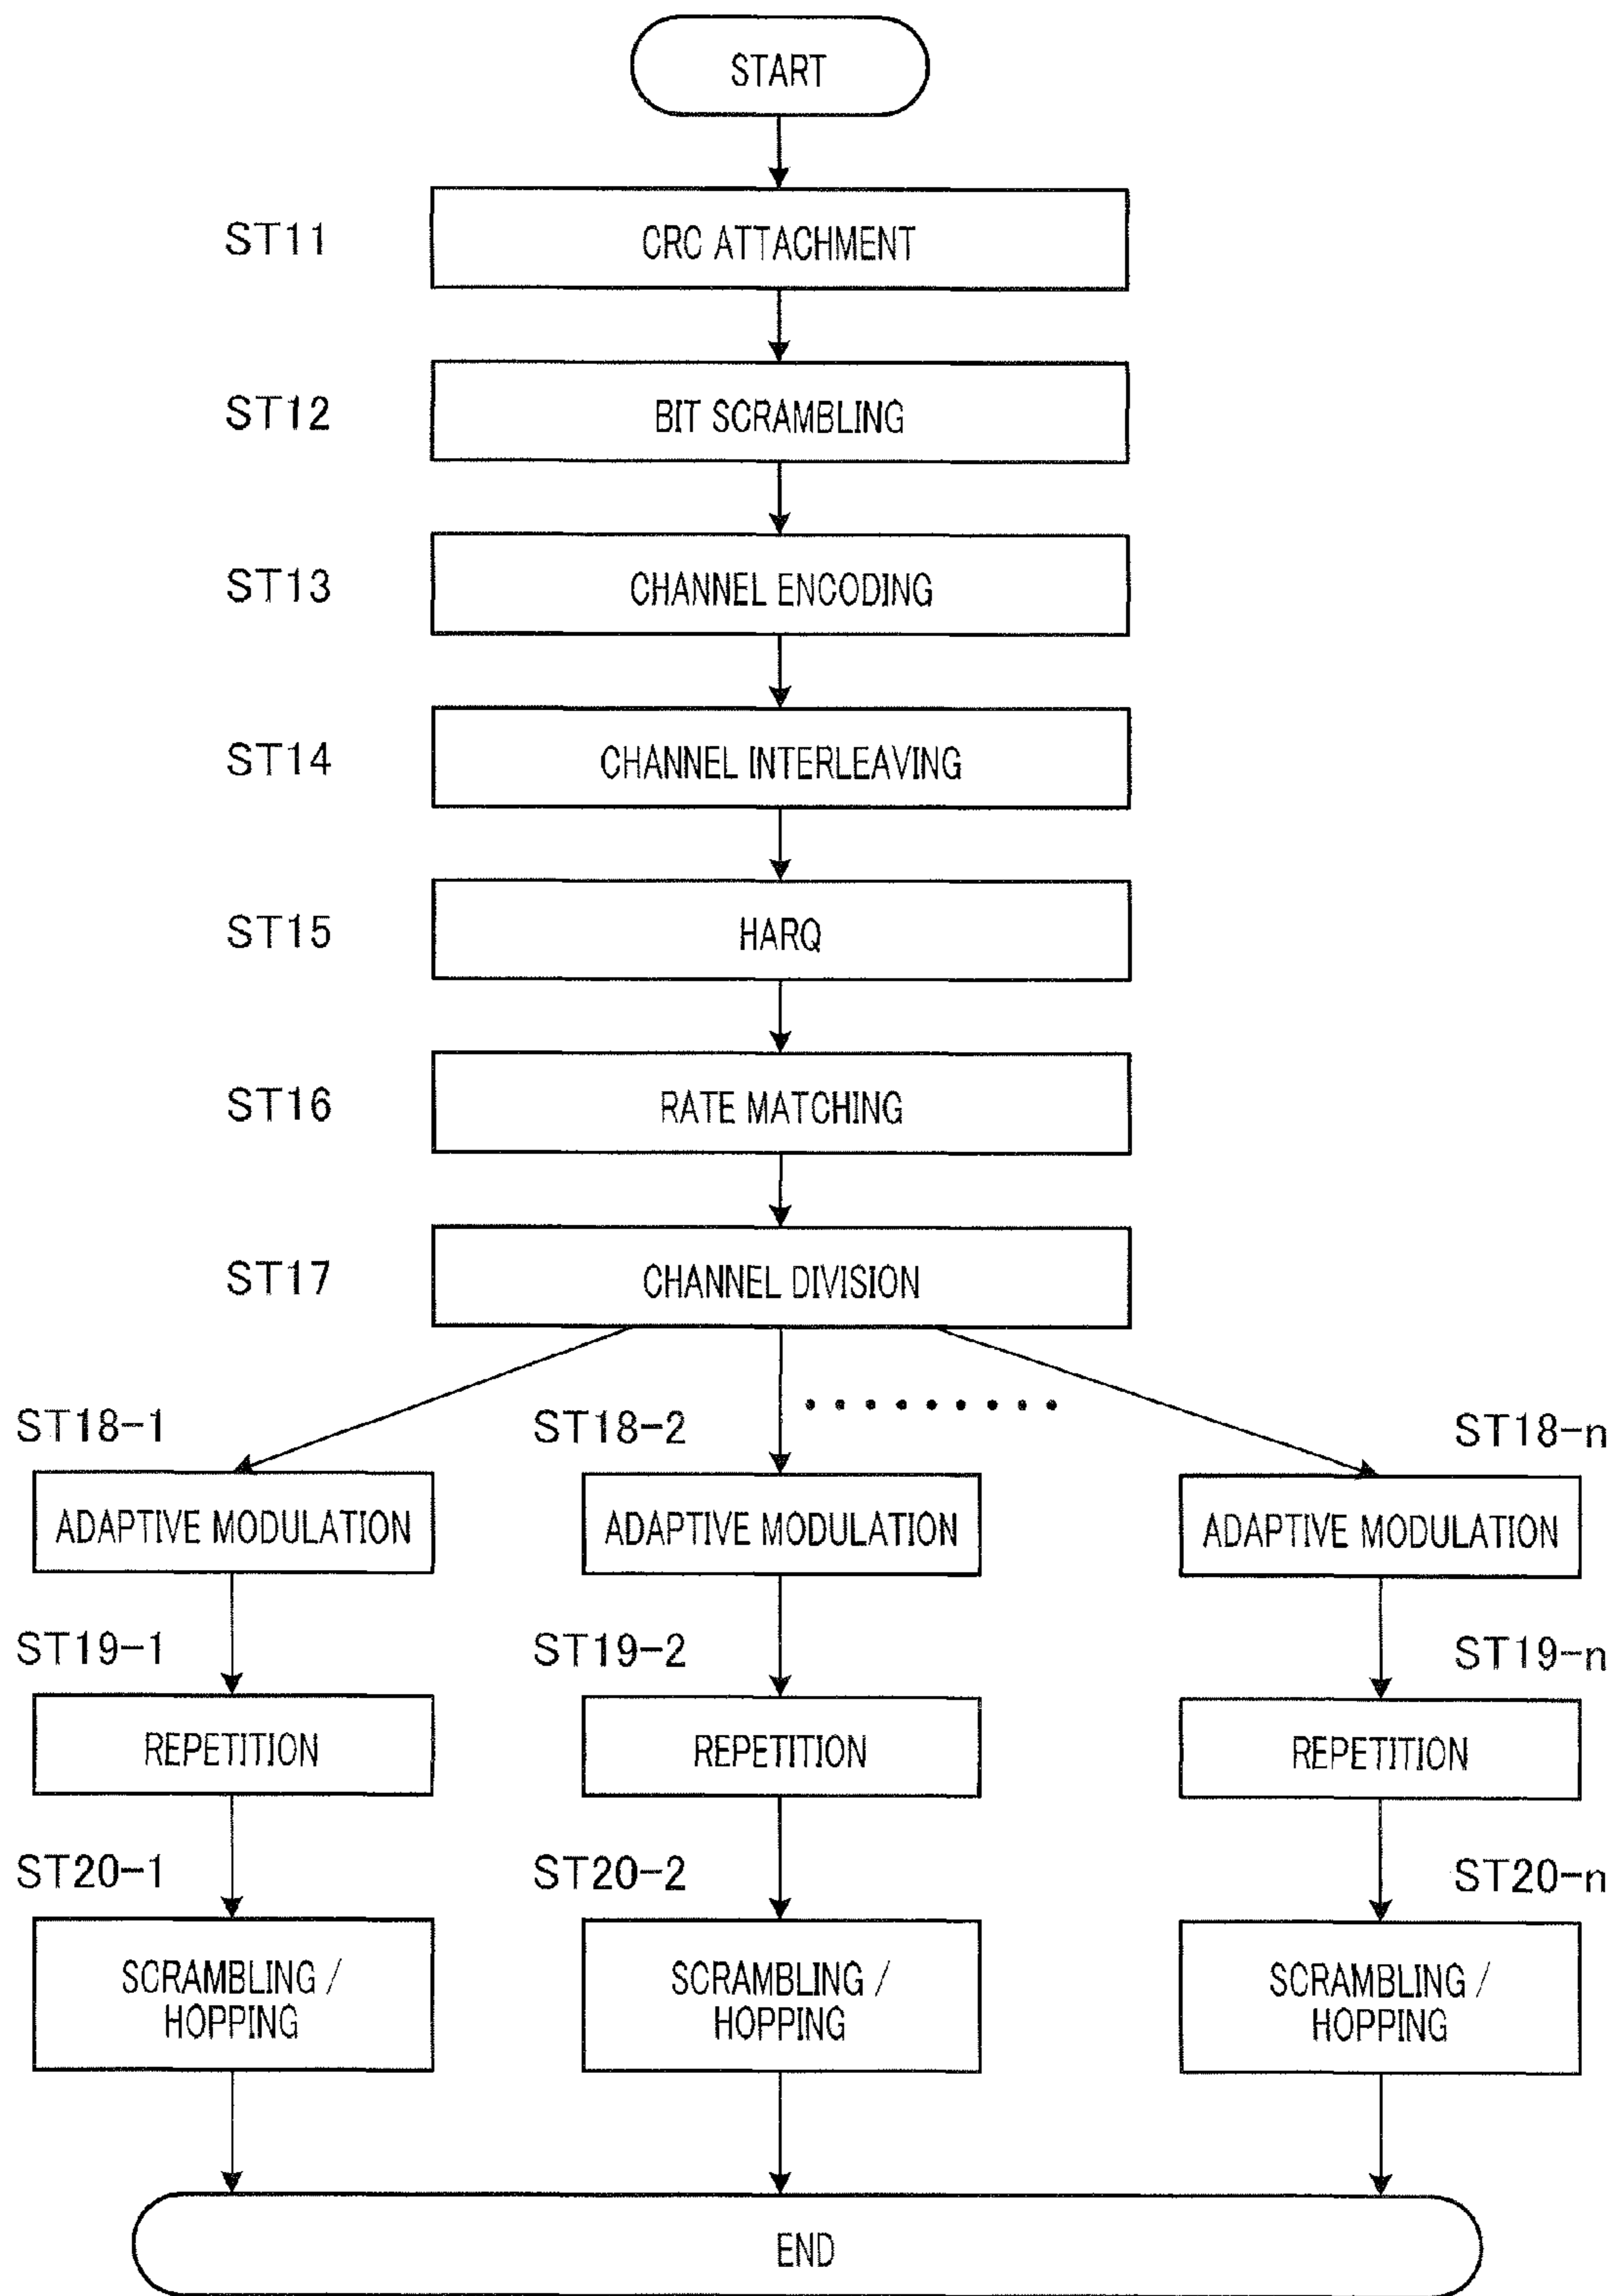 START
ST11
CRC ATTACHMENT
ST12
BIT SCRAMBLING
ST13
CHANNEL ENCODING
ST14
CHANNEL INTERLEAVING
ST15
HARQ
ST16
RATE MATCHING
ST17
CHANNEL DIVISION
ST18-1
ST18-2
ST18-n
ADAPTIVE MODULATION
ADAPTIVE MODULATION
ADAPTIVE MODULATION
ST19-1
ST19-2
ST19-n
REPETITION
REPETITION
REPETITION
ST20-1
ST20-2
ST20-n
SCRAMBLING /
HOPPING
SCRAMBLING /
HOPPING
SCRAMBLING /
HOPPING
END